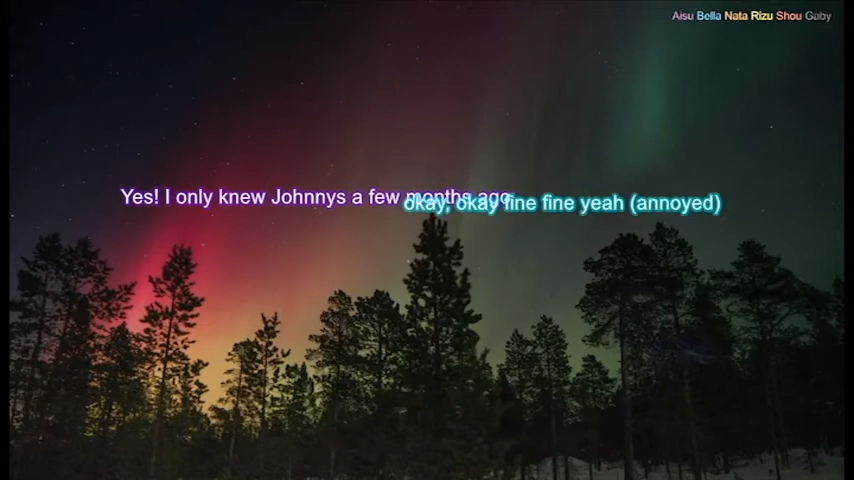 Aisu Bella Nata Rizu Shou Gaby
Yes! I only knew Johnnys a few months ago
okay, okay fine fine yeah (annoyed)